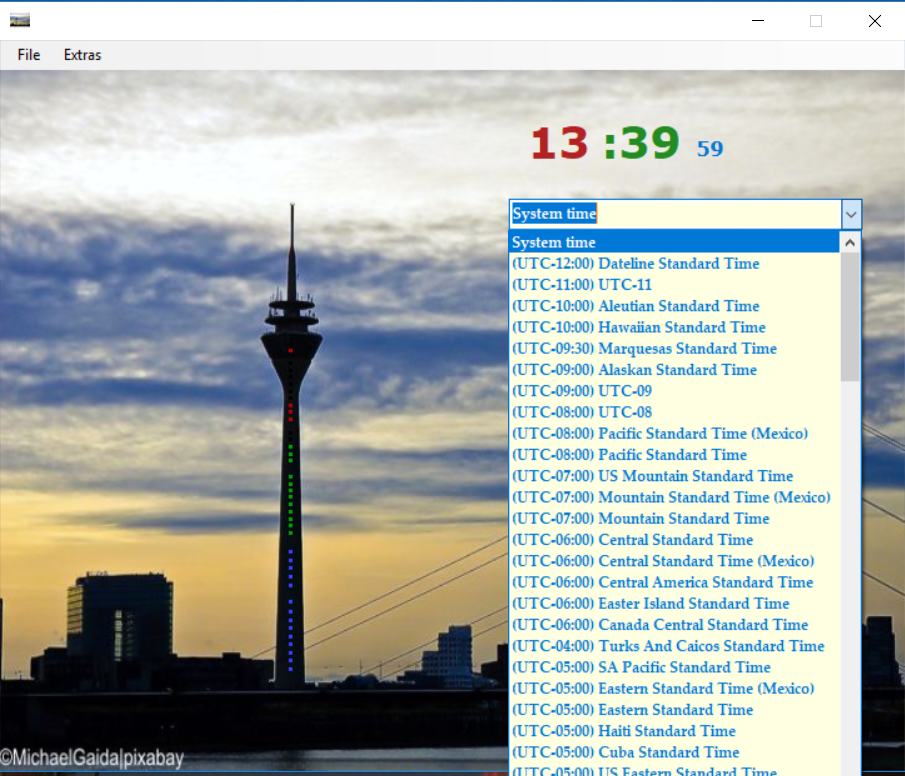 File Extras
13 :39 59
System time
System time
(UTC-12:00) Dateline Standard Time
(UTC-11:00) UTC-11
(UTC-10:00) Aleutian Standard Time
(UTC-10:00) Hawaiian Standard Time
(UTC-09:30) Marquesas Standard Time
(UTC-09:00) Alaskan Standard Time
(UTC-09:00) UTC-09
(UTC-08:00) UTC-08
(UTC-08:00) Pacific Standard Time (Mexico)
(UTC-08:00) Pacific Standard Time
(UTC-07:00) US Mountain Standard Time
(UTC-07:00) Mountain Standard Time (Mexico)
(UTC-07:00) Mountain Standard Time
(UTC-06:00) Central Standard Time
(UTC-06:00) Central Standard Time (Mexico)
(UTC-06:00) Central America Standard Time
(UTC-06:00) Easter Island Standard Time
(UTC-06:00) Canada Central Standard Time
(UTC-04:00) Turks And Caicos Standard Time
(UTC-05:00) SA Pacific Standard Time
(UTC-05:00) Eastern Standard Time (Mexico)
(UTC-05:00) Eastern Standard Time
(UTC-05:00) Haiti Standard Time
(UTC-05:00) Cuba Standard Time
(UTC-05:00) US Eastern Standard Time
©MichaelGaida|pixabay